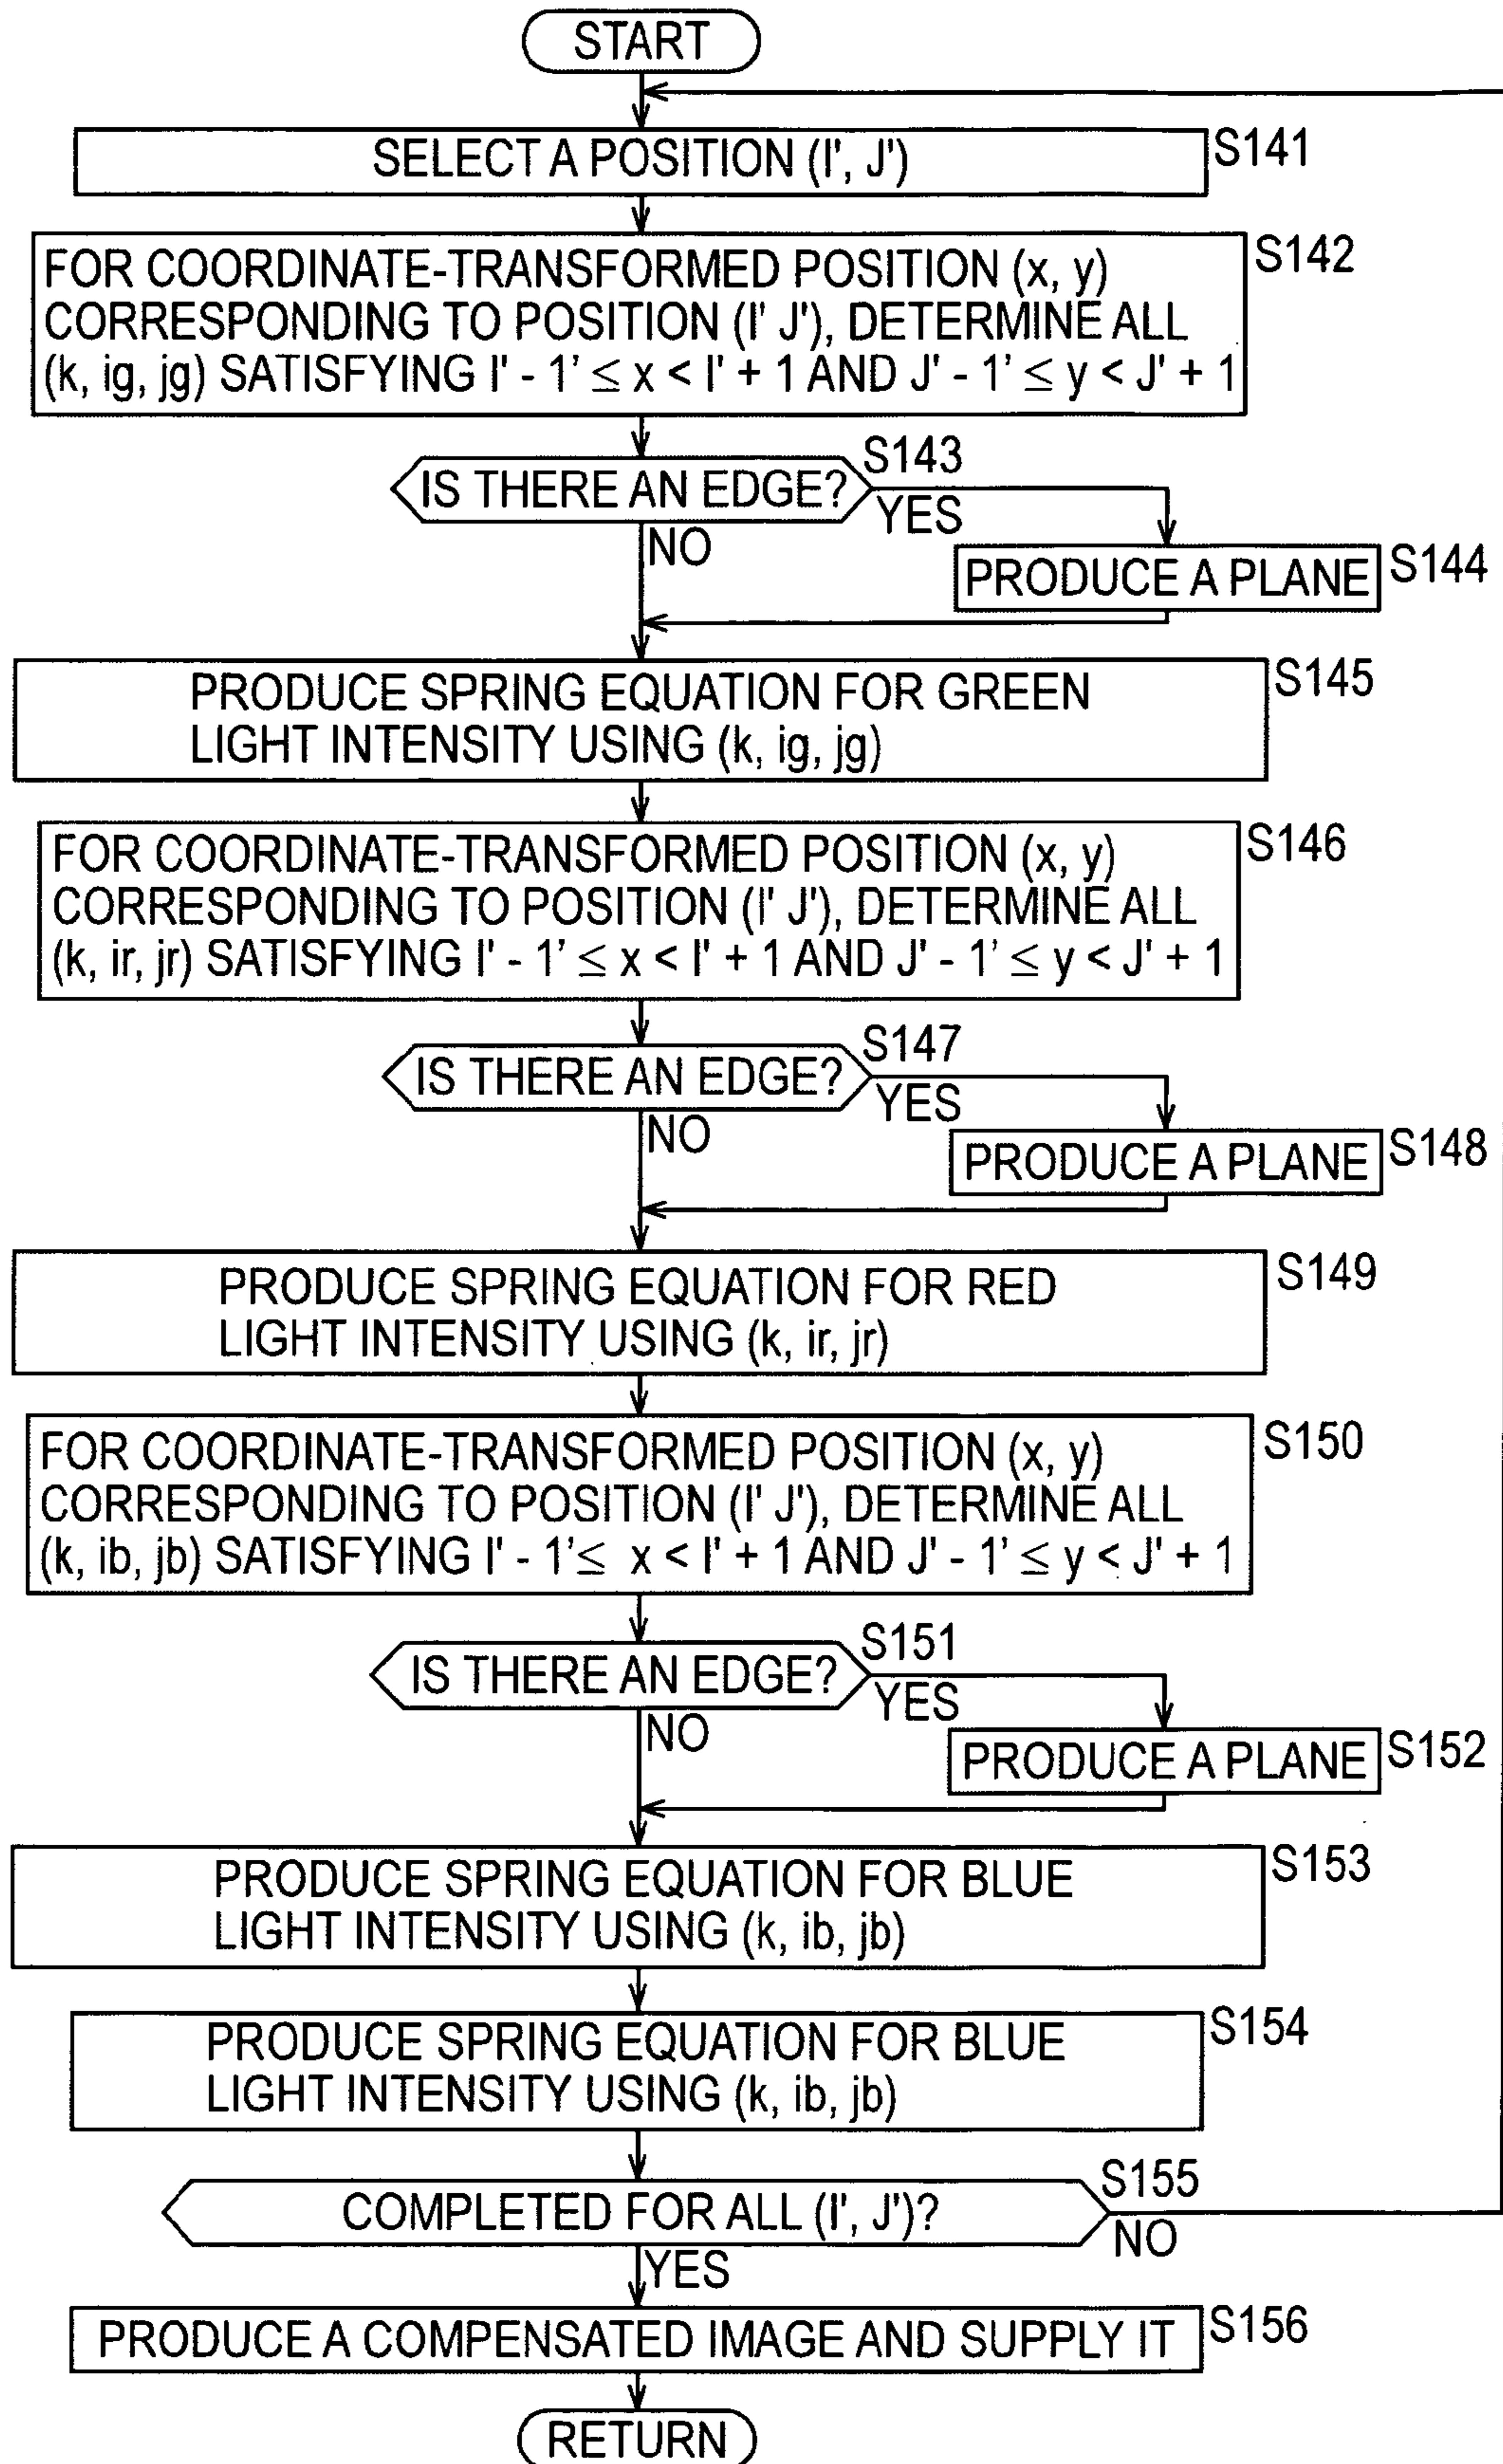 START
SELECT A POSITION (I', J')
S141
FOR COORDINATE-TRANSFORMED POSITION (x, y)
CORRESPONDING TO POSITION (I' J'), DETERMINE ALL
(k, ig, jg) SATISFYING I' - 1' ≤ x < I' + 1 AND J' - 1' ≤ y < J' + 1
S142
IS THERE AN EDGE?
S143
YES
NO
PRODUCE A PLANE
S144
PRODUCE SPRING EQUATION FOR GREEN
LIGHT INTENSITY USING (k, ig, jg)
S145
FOR COORDINATE-TRANSFORMED POSITION (x, y)
CORRESPONDING TO POSITION (I' J'), DETERMINE ALL
(k, ir, jr) SATISFYING I' - 1' ≤ x < I' + 1 AND J' - 1' ≤ y < J' + 1
S146
IS THERE AN EDGE?
S147
YES
NO
PRODUCE A PLANE
S148
PRODUCE SPRING EQUATION FOR RED
LIGHT INTENSITY USING (k, ir, jr)
S149
FOR COORDINATE-TRANSFORMED POSITION (x, y)
CORRESPONDING TO POSITION (I' J'), DETERMINE ALL
(k, ib, jb) SATISFYING I' - 1'≤ x < I' + 1 AND J' - 1' ≤ y < J' + 1
S150
IS THERE AN EDGE?
S151
YES
NO
PRODUCE A PLANE
S152
PRODUCE SPRING EQUATION FOR BLUE
LIGHT INTENSITY USING (k, ib, jb)
S153
PRODUCE SPRING EQUATION FOR BLUE
LIGHT INTENSITY USING (k, ib, jb)
S154
COMPLETED FOR ALL (I', J')?
S155
NO
YES
PRODUCE A COMPENSATED IMAGE AND SUPPLY IT
S156
RETURN